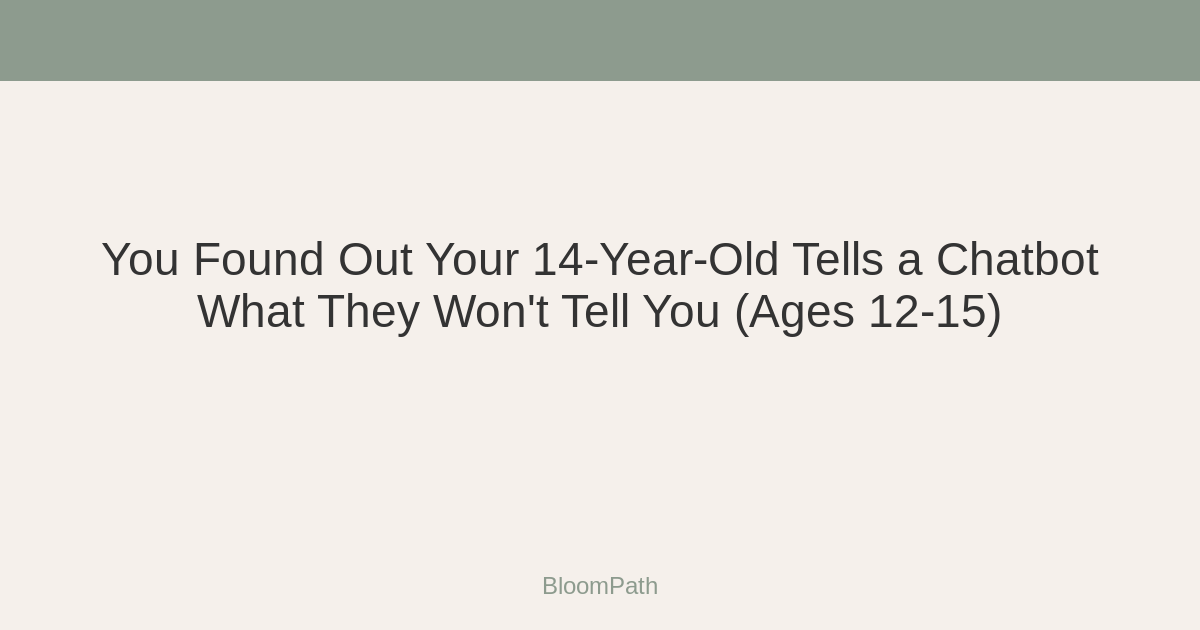 You Found Out Your 14-Year-Old Tells a Chatbot
What They Won't Tell You (Ages 12-15)
BloomPath